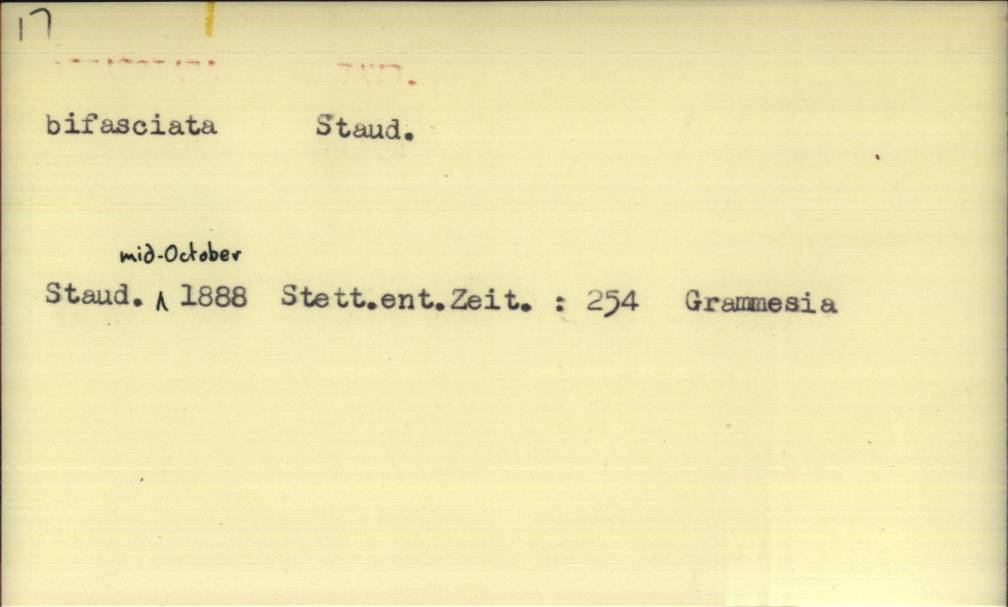 17
bifasciata Staud.
mid-October
Staud. ʌ 1888 Stett.ent.Zeit. : 254 Grammesia